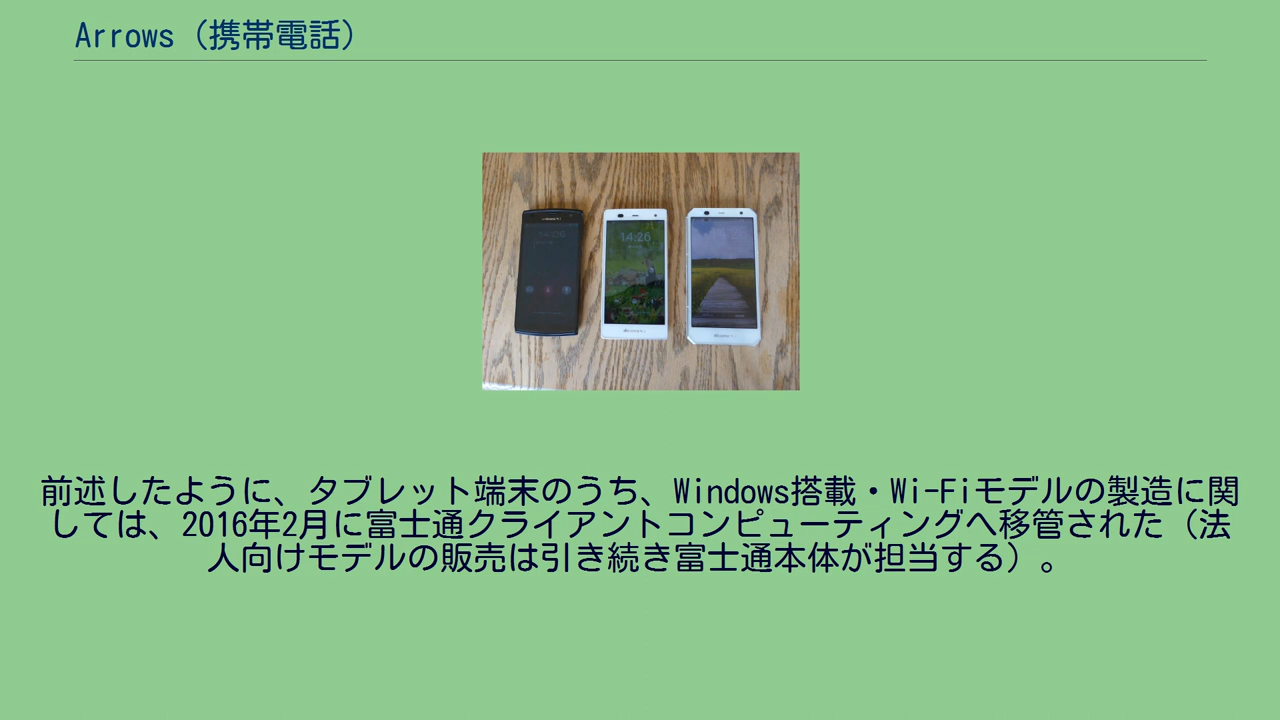 Arrows（携帯電話）
14:26
前述したように、タブレット端末のうち、Windows搭載・Wi-Fiモデルの製造に関
しては、2016年2月に富士通クライアントコンピューティングへ移管された（法
人向けモデルの販売は引き続き富士通本体が担当する）。